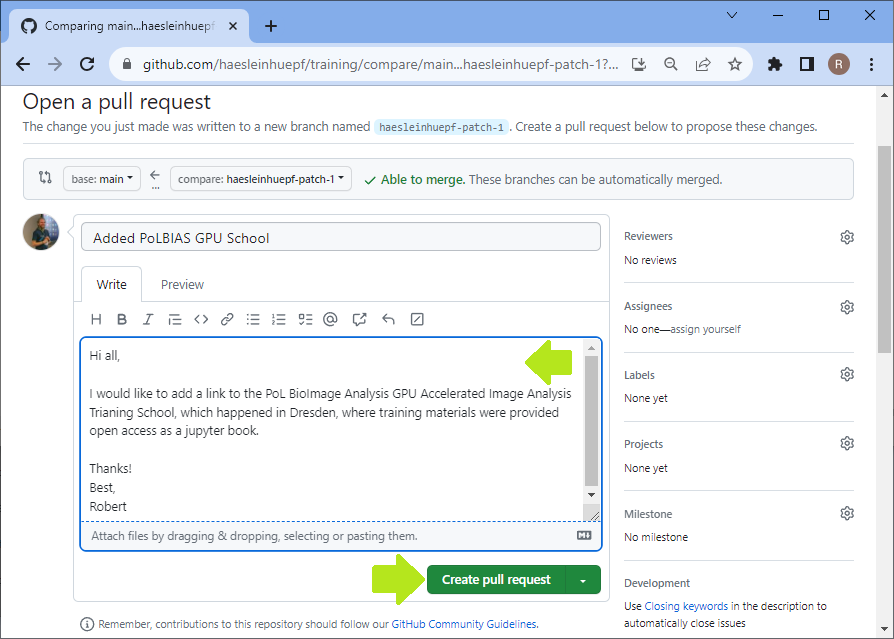 Comparing main...haesleinhuepf
github.com/haesleinhuepf/training/compare/main...haesleinhuepf-patch-1?...
R
Open a pull request
The change you just made was written to a new branch named haesleinhuepf-patch-1. Create a pull request below to propose these changes.
base: main compare: haesleinhuepf-patch-1 Able to merge. These branches can be automatically merged.
Added PoLBIAS GPU School
Write Preview
H B I @
Hi all,
I would like to add a link to the PoL BioImage Analysis GPU Accelerated Image Analysis
Trianing School, which happened in Dresden, where training materials were provided
open access as a jupyter book.
Thanks!
Best,
Robert
Attach files by dragging & dropping, selecting or pasting them.
Create pull request
Remember, contributions to this repository should follow our GitHub Community Guidelines.
Reviewers
No reviews
Assignees
No one—assign yourself
Labels
None yet
Projects
None yet
Milestone
No milestone
Development
Use Closing keywords in the description to
automatically close issues